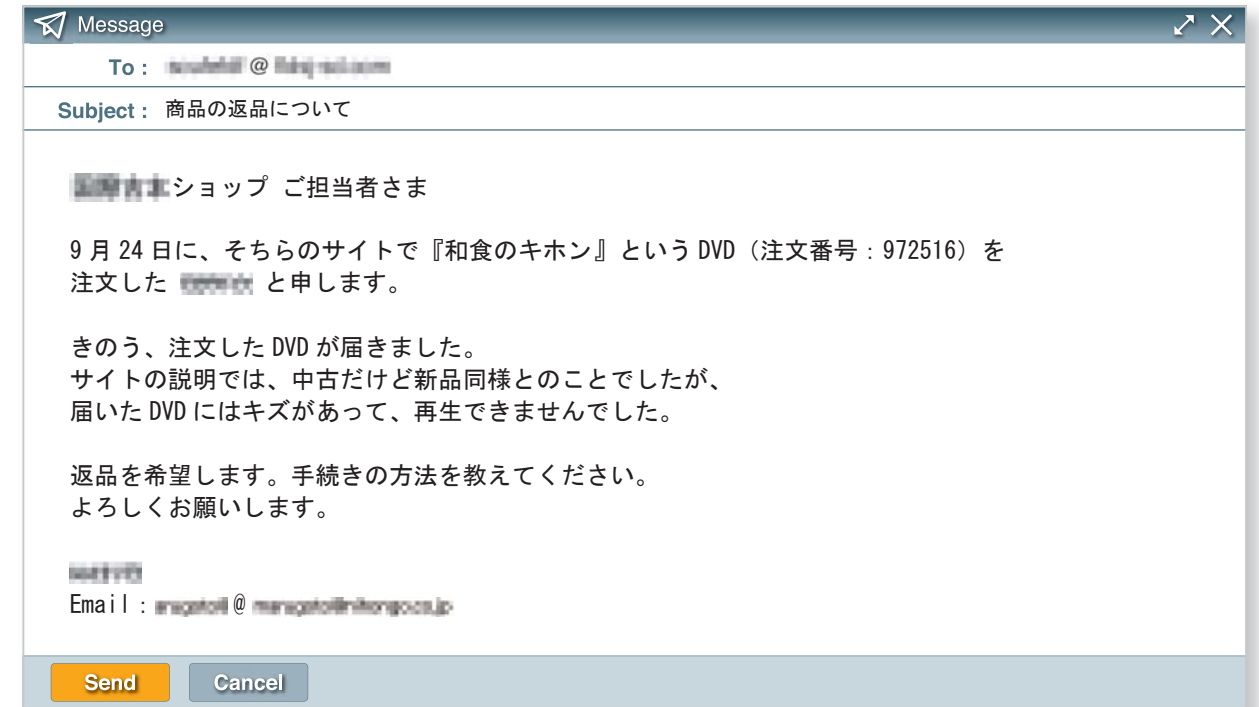 Message
To : @
Subject : 商品の返品について
ショップ ご担当者さま
9月24日に、そちらのサイトで『和食のキホン』という DVD（注文番号：972516）を
注文した と申します。
きのう、注文した DVD が届きました。
サイトの説明では、中古だけど新品同様とのことでしたが、
届いた DVD にはキズがあって、再生できませんでした。
返品を希望します。手続きの方法を教えてください。
よろしくお願いします。
Email : @
Send Cancel